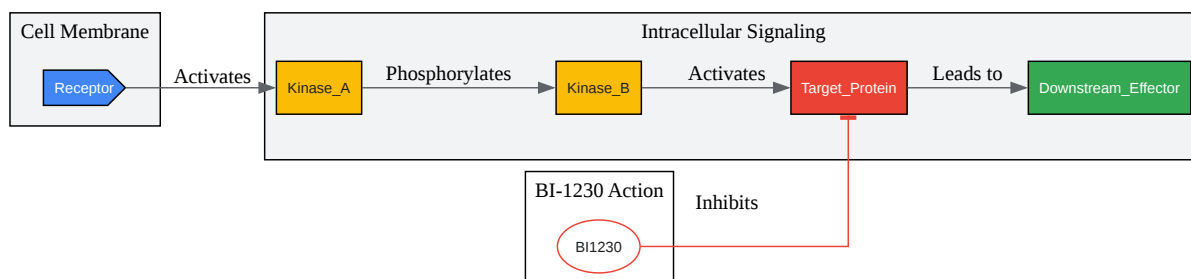 Cell Membrane
Intracellular Signaling
Receptor
Activates
Kinase_A
Phosphorylates
Kinase_B
Activates
Target_Protein
Leads to
Downstream_Effector
BI-1230 Action
Inhibits
BI1230